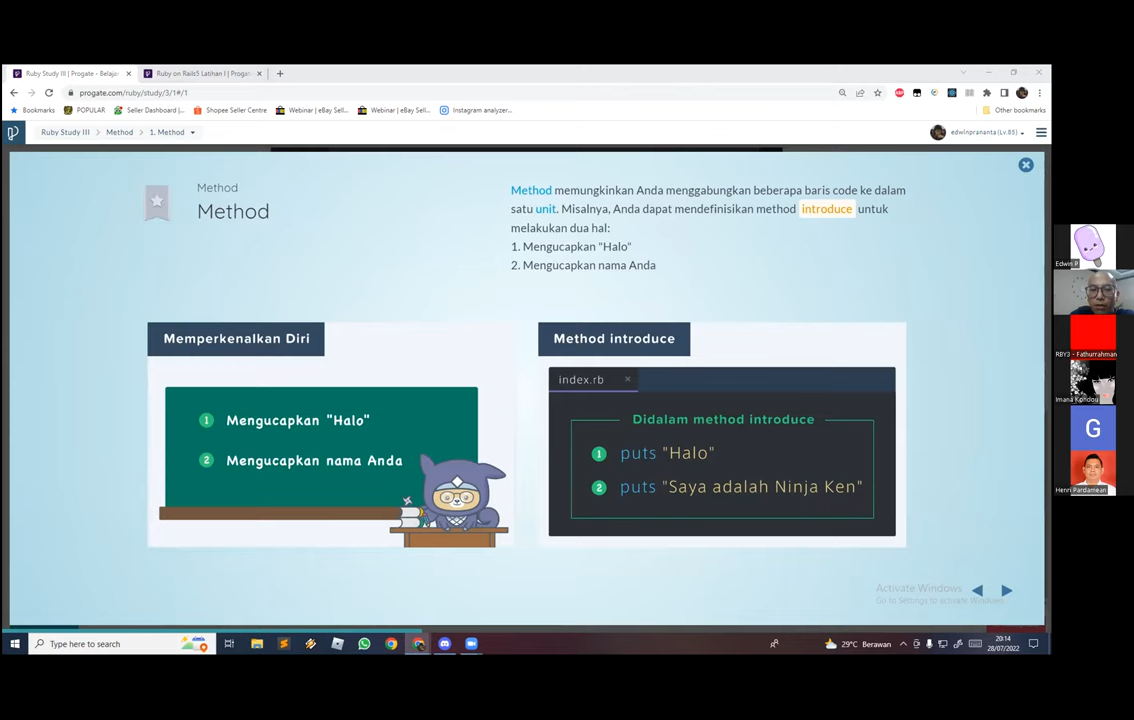 Ruby Study III | Progate - Belaja
Ruby on Rails5 Latihan I | Progat
progate.com/ruby/study/3/1#/1
Bookmarks
POPULAR
Seller Dashboard |...
Shopee Seller Centre
Webinar | eBay Sell...
Webinar | eBay Sell...
Instagram analyzer...
Other bookmarks
Ruby Study III
Method
1. Method
edwinprananta (Lv.85)
Method
Method
Method memungkinkan Anda menggabungkan beberapa baris code ke dalam
satu unit. Misalnya, Anda dapat mendefinisikan method introduce untuk
melakukan dua hal:
1. Mengucapkan "Halo"
2. Mengucapkan nama Anda
Memperkenalkan Diri
1 Mengucapkan "Halo"
2 Mengucapkan nama Anda
Method introduce
index.rb
Didalam method introduce
1 puts "Halo"
2 puts "Saya adalah Ninja Ken"
Activate Windows
Go to Settings to activate Windows.
Edwin P
RBY3 - Fathurrahman
Imana Kondou
G
Henri Pardamean
Type here to search
29°C Berawan
20:14
28/07/2022